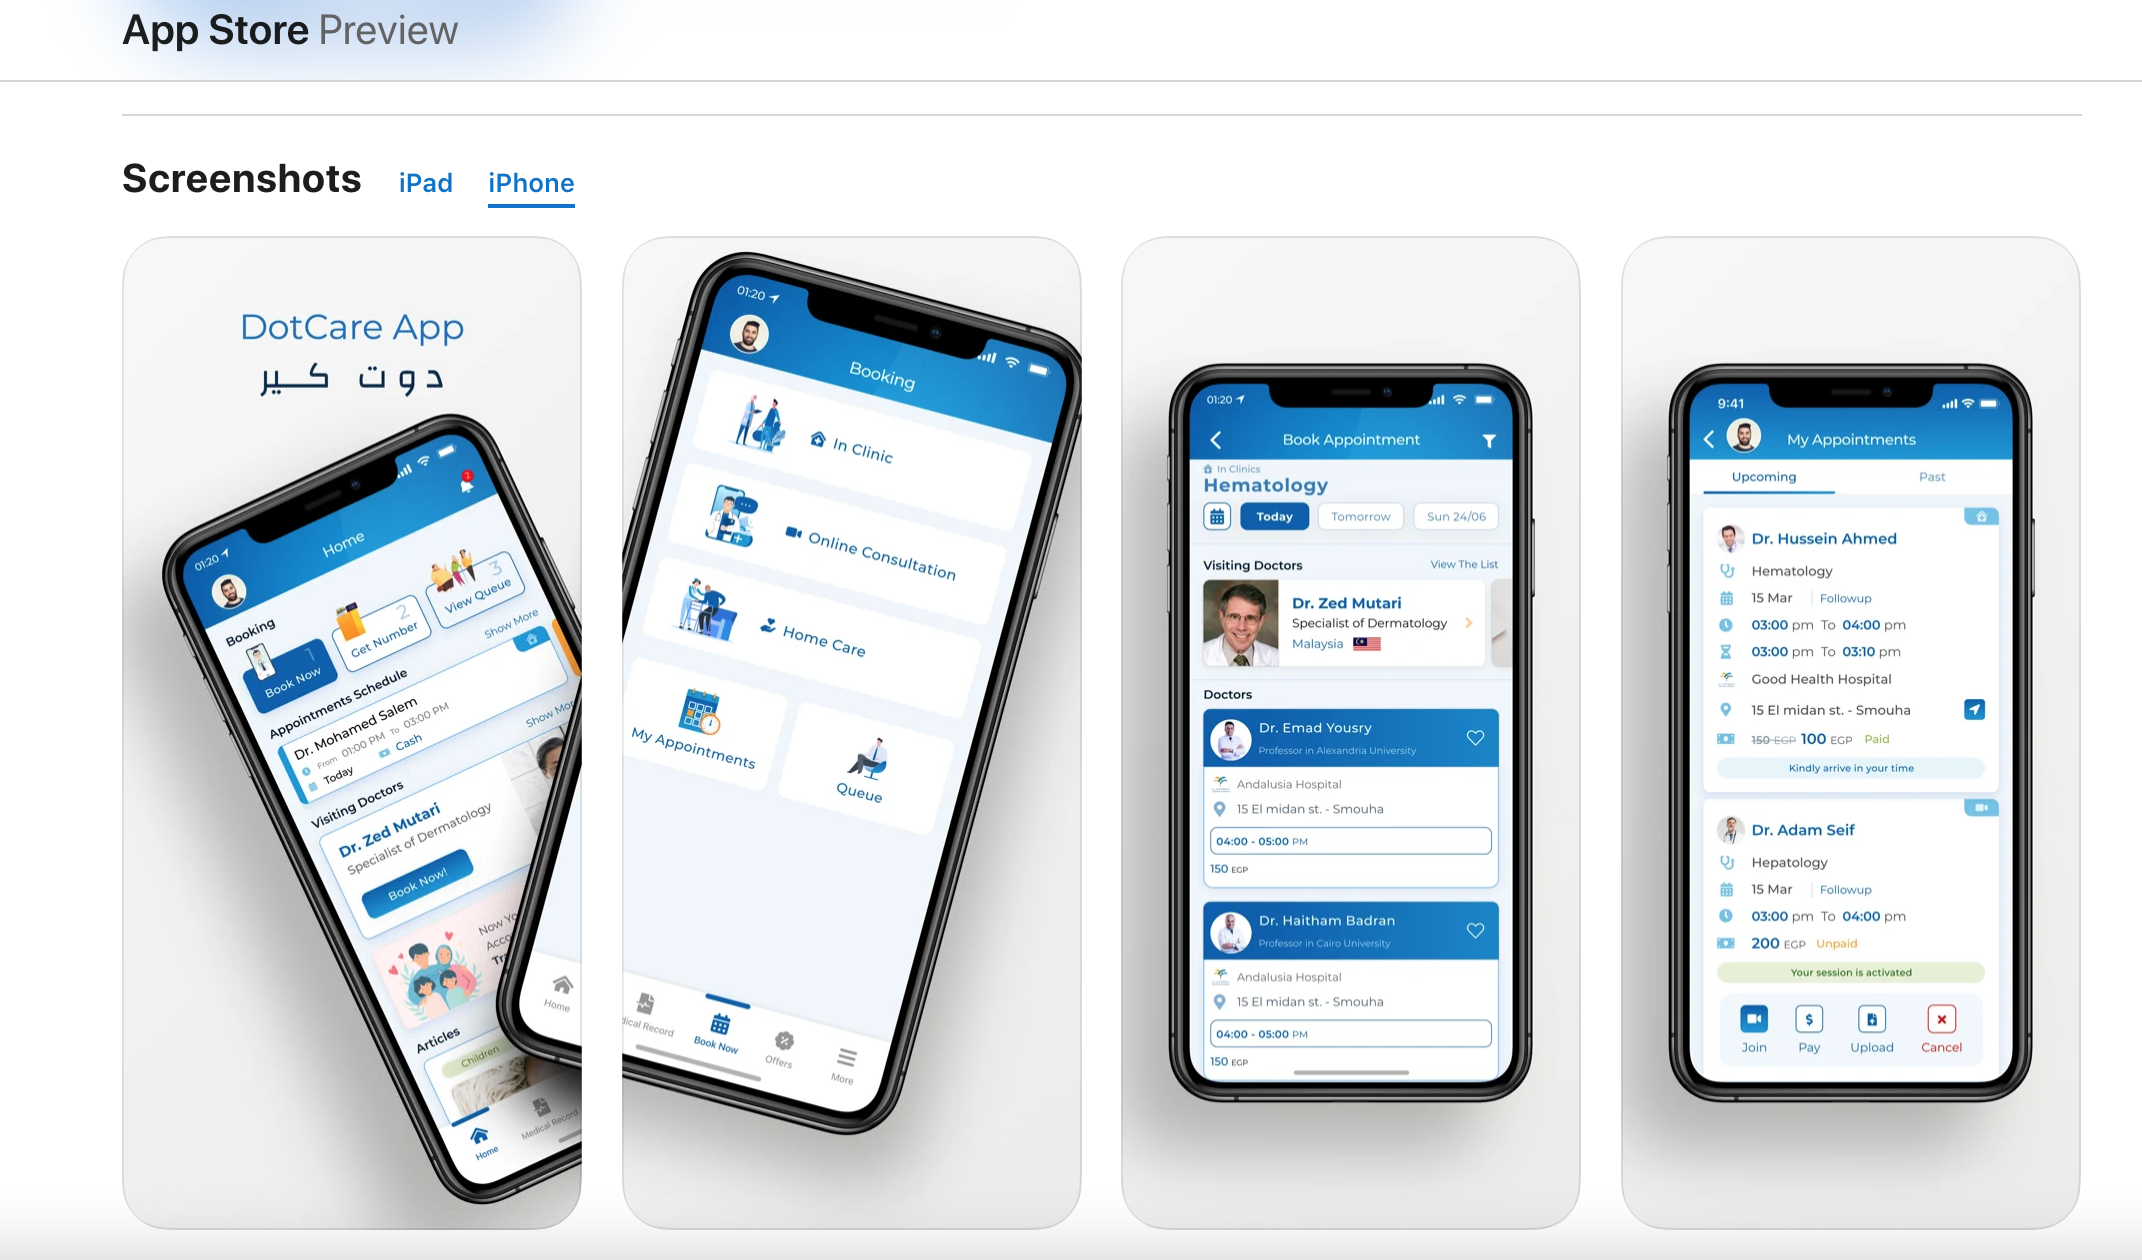 App Store Preview
Screenshots iPad iPhone
DotCare App
دوت كير
01:20
2
Home
Booking
1
Book Now
2
Get Number
3
View Queue
Appointments Schedule
Show More
Dr. Mohamed Salem
From 01:00 PM To 03:00 PM
Today
Cash
Visiting Doctors
Dr. Zed Mutari
Specialist of Dermatology
Book Now!
Now
Articles
Children
Home
Medical Record
Home
01:20
Booking
In Clinic
Online Consultation
Home Care
My Appointments
Queue
Book Now
Offers
More
01:20
Book Appointment
In Clinics
Hematology
Today Tomorrow Sun 24/06
Visiting Doctors View The List
Dr. Zed Mutari
Specialist of Dermatology
Malaysia
Doctors
Dr. Emad Yousry
Professor in Alexandria University
Andalusia Hospital
15 El midan st. - Smouha
04:00 - 05:00 PM
150 EGP
Dr. Haitham Badran
Professor in Cairo University
Andalusia Hospital
15 El midan st. - Smouha
04:00 - 05:00 PM
150 EGP
9:41
My Appointments
Upcoming Past
Dr. Hussein Ahmed
Hematology
15 Mar Followup
03:00 pm To 04:00 pm
03:00 pm To 03:10 pm
Good Health Hospital
15 El midan st. - Smouha
150 EGP 100 EGP Paid
Kindly arrive in your time
Dr. Adam Seif
Hepatology
15 Mar Followup
03:00 pm To 04:00 pm
200 EGP Unpaid
Your session is activated
Join Pay Upload Cancel